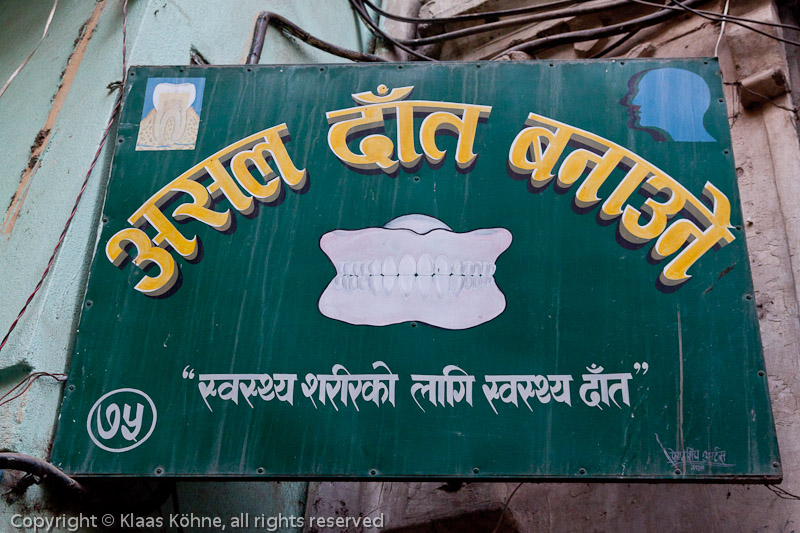 असल दाँत बनाउने
“स्वस्थ्य शरीरको लागि स्वस्थ्य दाँत”
७५
Copyright © Klaas Köhne, all rights reserved